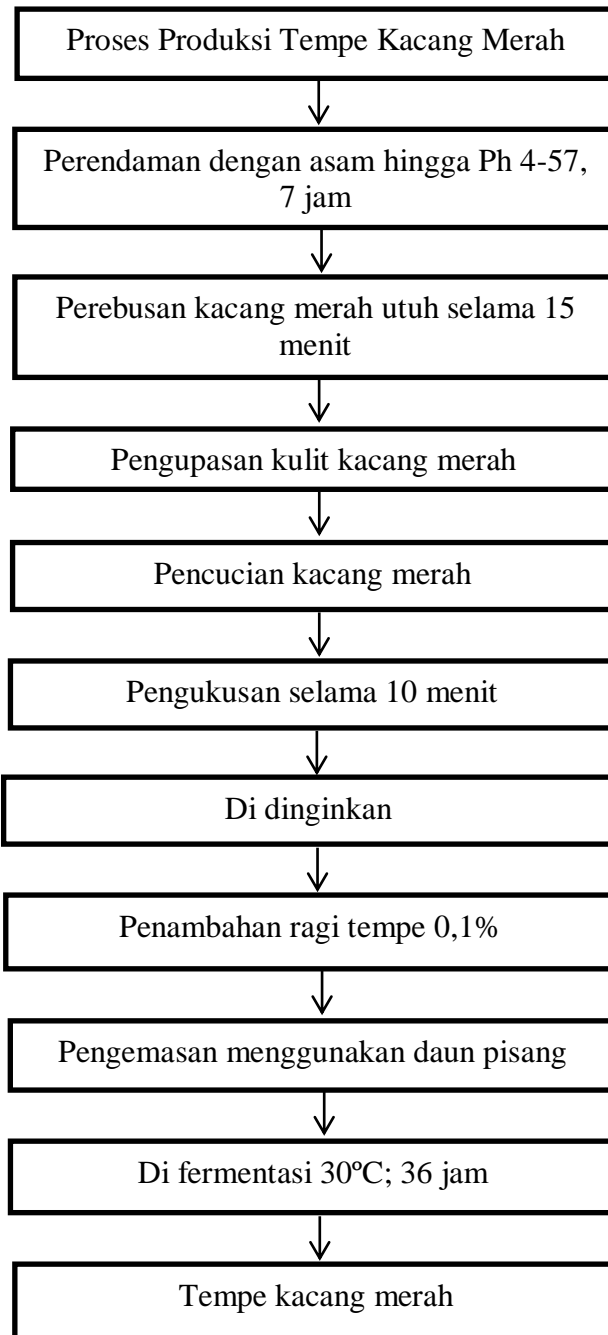 Proses Produksi Tempe Kacang Merah
Perendaman dengan asam hingga Ph 4-57,
7 jam
Perebusan kacang merah utuh selama 15
menit
Pengupasan kulit kacang merah
Pencucian kacang merah
Pengukusan selama 10 menit
Di dinginkan
Penambahan ragi tempe 0,1%
Pengemasan menggunakan daun pisang
Di fermentasi 30ºC; 36 jam
Tempe kacang merah